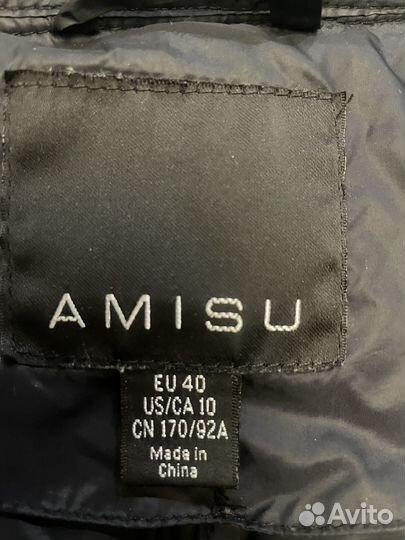 AMISU
EU 40
US/CA 10
CN 170/92A
Made in
China
Avito